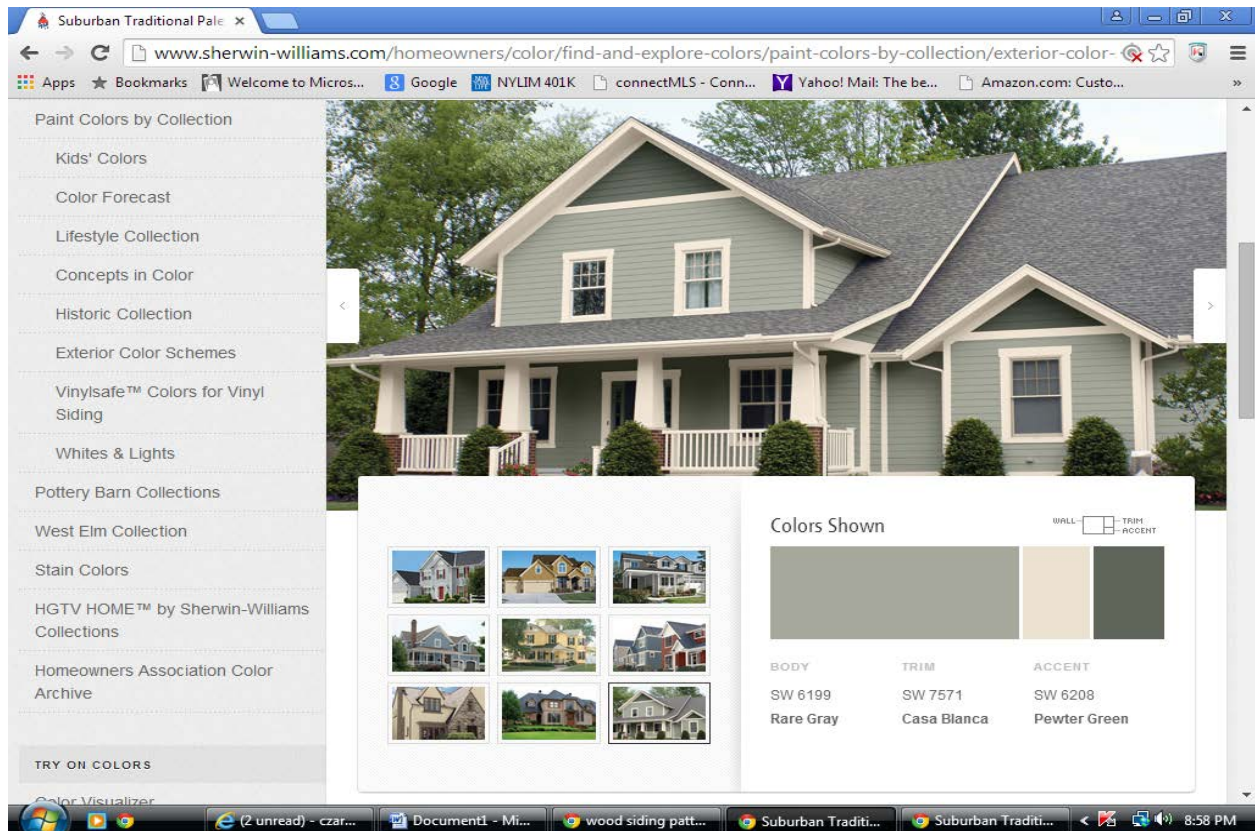 Suburban Traditional Pale
www.sherwin-williams.com/homeowners/color/find-and-explore-colors/paint-colors-by-collection/exterior-color-
Apps Bookmarks Welcome to Micros... Google NYLIM 401K connectMLS - Conn... Yahoo! Mail: The be... Amazon.com: Custo... »
Paint Colors by Collection
Kids' Colors
Color Forecast
Lifestyle Collection
Concepts in Color
Historic Collection
Exterior Color Schemes
Vinylsafe™ Colors for Vinyl
Siding
Whites & Lights
Pottery Barn Collections
West Elm Collection
Stain Colors
HGTV HOME™ by Sherwin-Williams
Collections
Homeowners Association Color
Archive
TRY ON COLORS
Color Visualizer
Colors Shown
WALL TRIM
ACCENT
BODY TRIM ACCENT
SW 6199 SW 7571 SW 6208
Rare Gray Casa Blanca Pewter Green
(2 unread) - czar... Document1 - Mi... wood siding patt... Suburban Traditi... Suburban Traditi... 8:58 PM